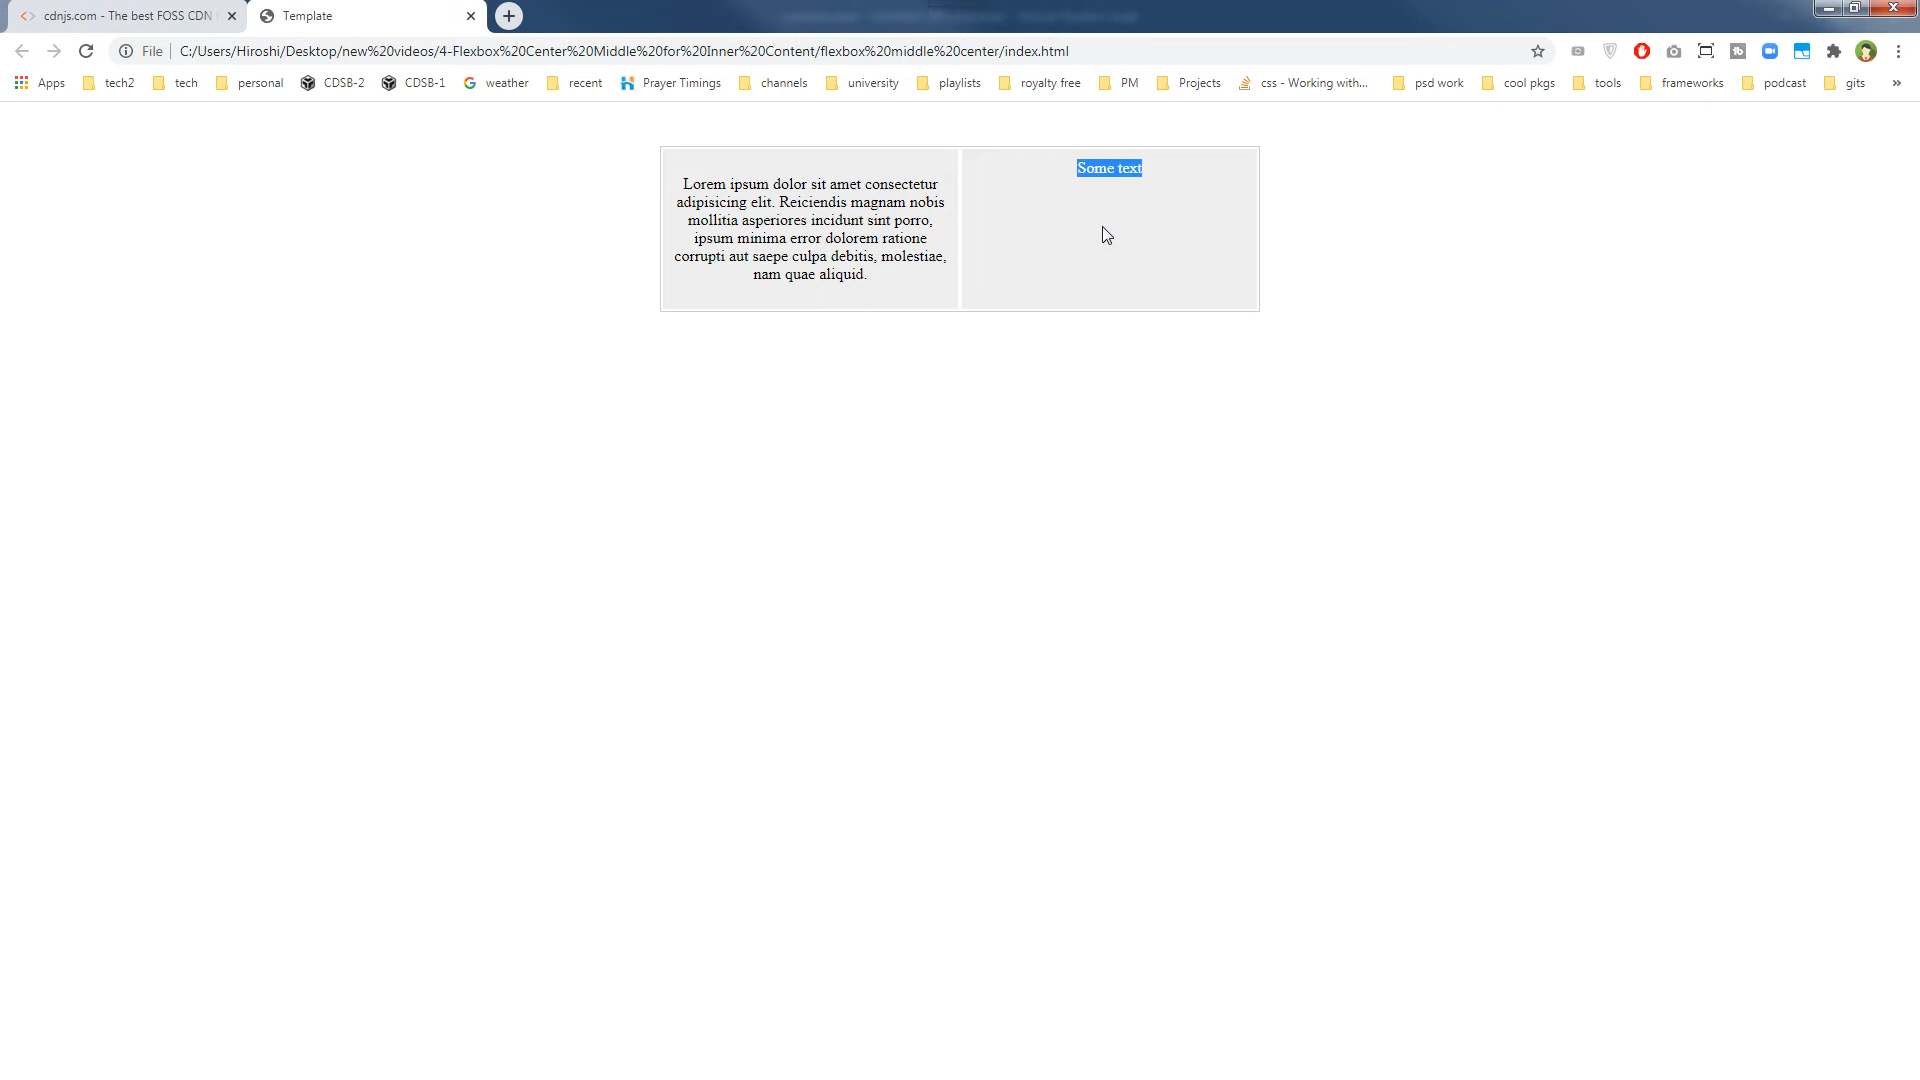 cdnjs.com - The best FOSS CDN
Template
File
C:/Users/Hiroshi/Desktop/new%20videos/4-Flexbox%20Center%20Middle%20for%20Inner%20Content/flexbox%20middle%20center/index.html
Apps tech2 tech personal CDSB-2 CDSB-1 weather recent Prayer Timings channels university playlists royalty free PM Projects css - Working with... psd work cool pkgs tools frameworks podcast gits »
Lorem ipsum dolor sit amet consectetur
adipisicing elit. Reiciendis magnam nobis
mollitia asperiores incidunt sint porro,
ipsum minima error dolorem ratione
corrupti aut saepe culpa debitis, molestiae,
nam quae aliquid.
Some text